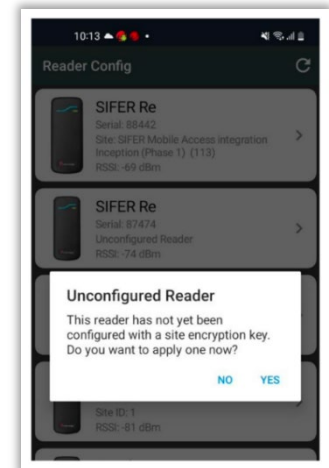 10:13
Reader Config
SIFER Re
Serial: 88442
Site: SIFER Mobile Access integration
Inception (Phase 1) (113)
RSSI: -69 dBm
SIFER Re
Serial: 87474
Unconfigured Reader
RSSI: -74 dBm
Unconfigured Reader
This reader has not yet been
configured with a site encryption key.
Do you want to apply one now?
NO YES
Site ID: 1
RSSI: -81 dBm